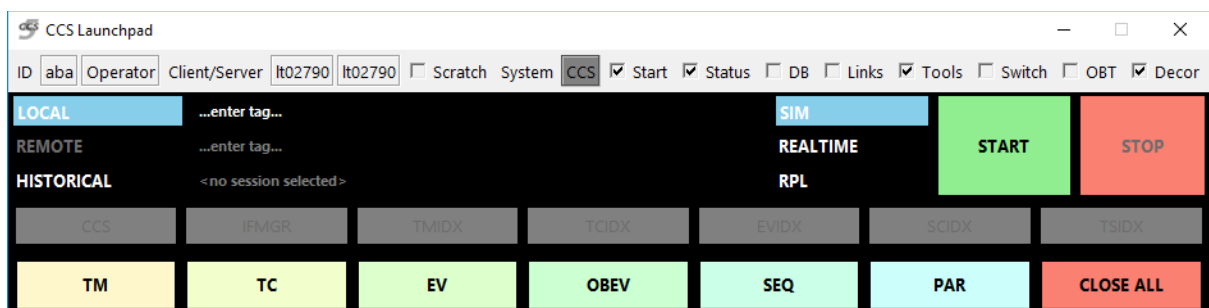 CCS Launchpad
ID aba Operator Client/Server lt02790 lt02790 Scratch System CCS Start Status DB Links Tools Switch OBT Decor
LOCAL ...enter tag... SIM
REMOTE ...enter tag... REALTIME START STOP
HISTORICAL <no session selected> RPL
CCS IFMGR TMIDX TCIDX EVIDX SCIDX TSIDX
TM TC EV OBEV SEQ PAR CLOSE ALL